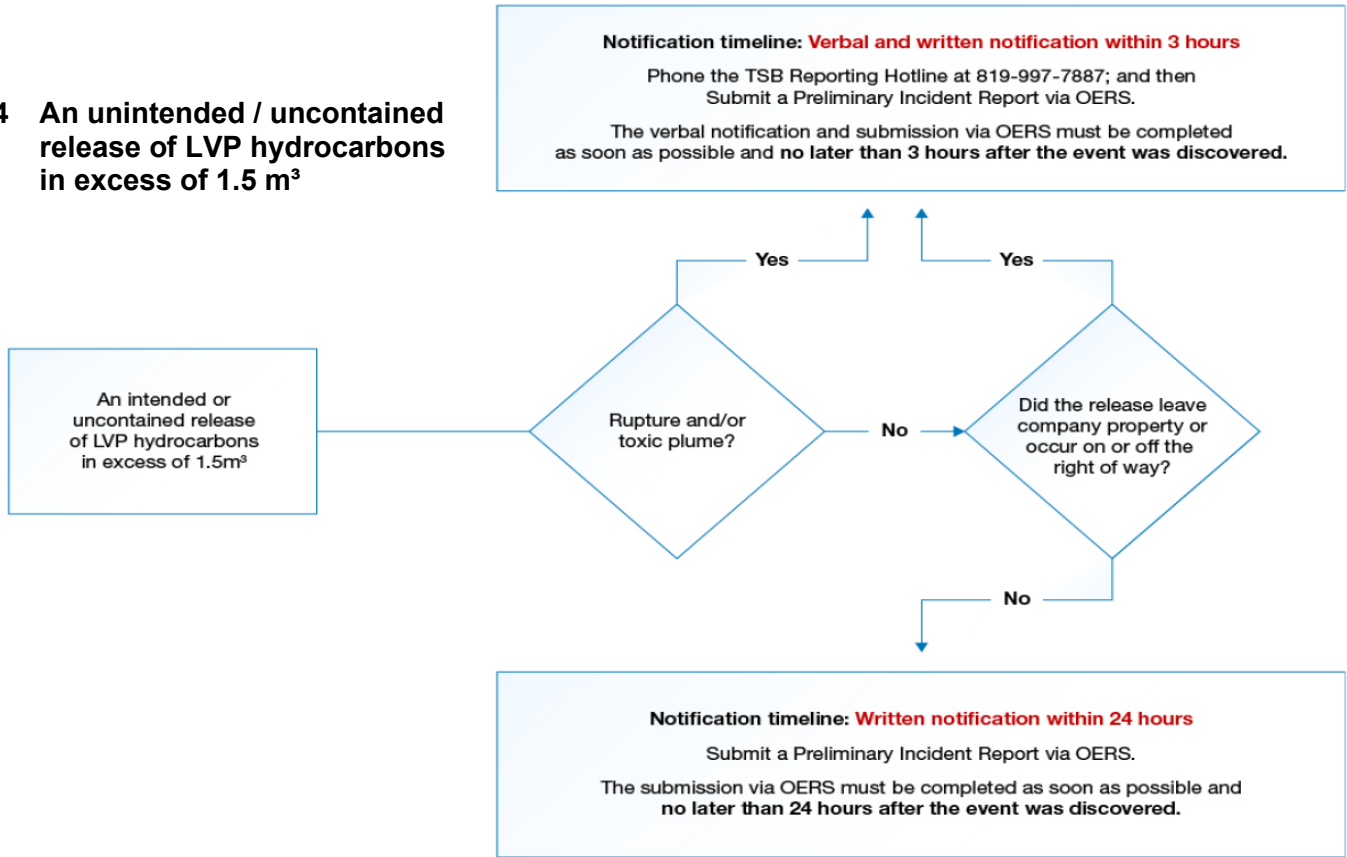 Notification timeline: Verbal and written notification within 3 hours
Phone the TSB Reporting Hotline at 819-997-7887; and then
Submit a Preliminary Incident Report via OERS.
The verbal notification and submission via OERS must be completed
as soon as possible and no later than 3 hours after the event was discovered.
4 An unintended / uncontained
release of LVP hydrocarbons
in excess of 1.5 m³
Yes
Yes
An intended or
uncontained release
of LVP hydrocarbons
in excess of 1.5m³
Rupture and/or
toxic plume?
No
Did the release leave
company property or
occur on or off the
right of way?
No
Notification timeline: Written notification within 24 hours
Submit a Preliminary Incident Report via OERS.
The submission via OERS must be completed as soon as possible and
no later than 24 hours after the event was discovered.